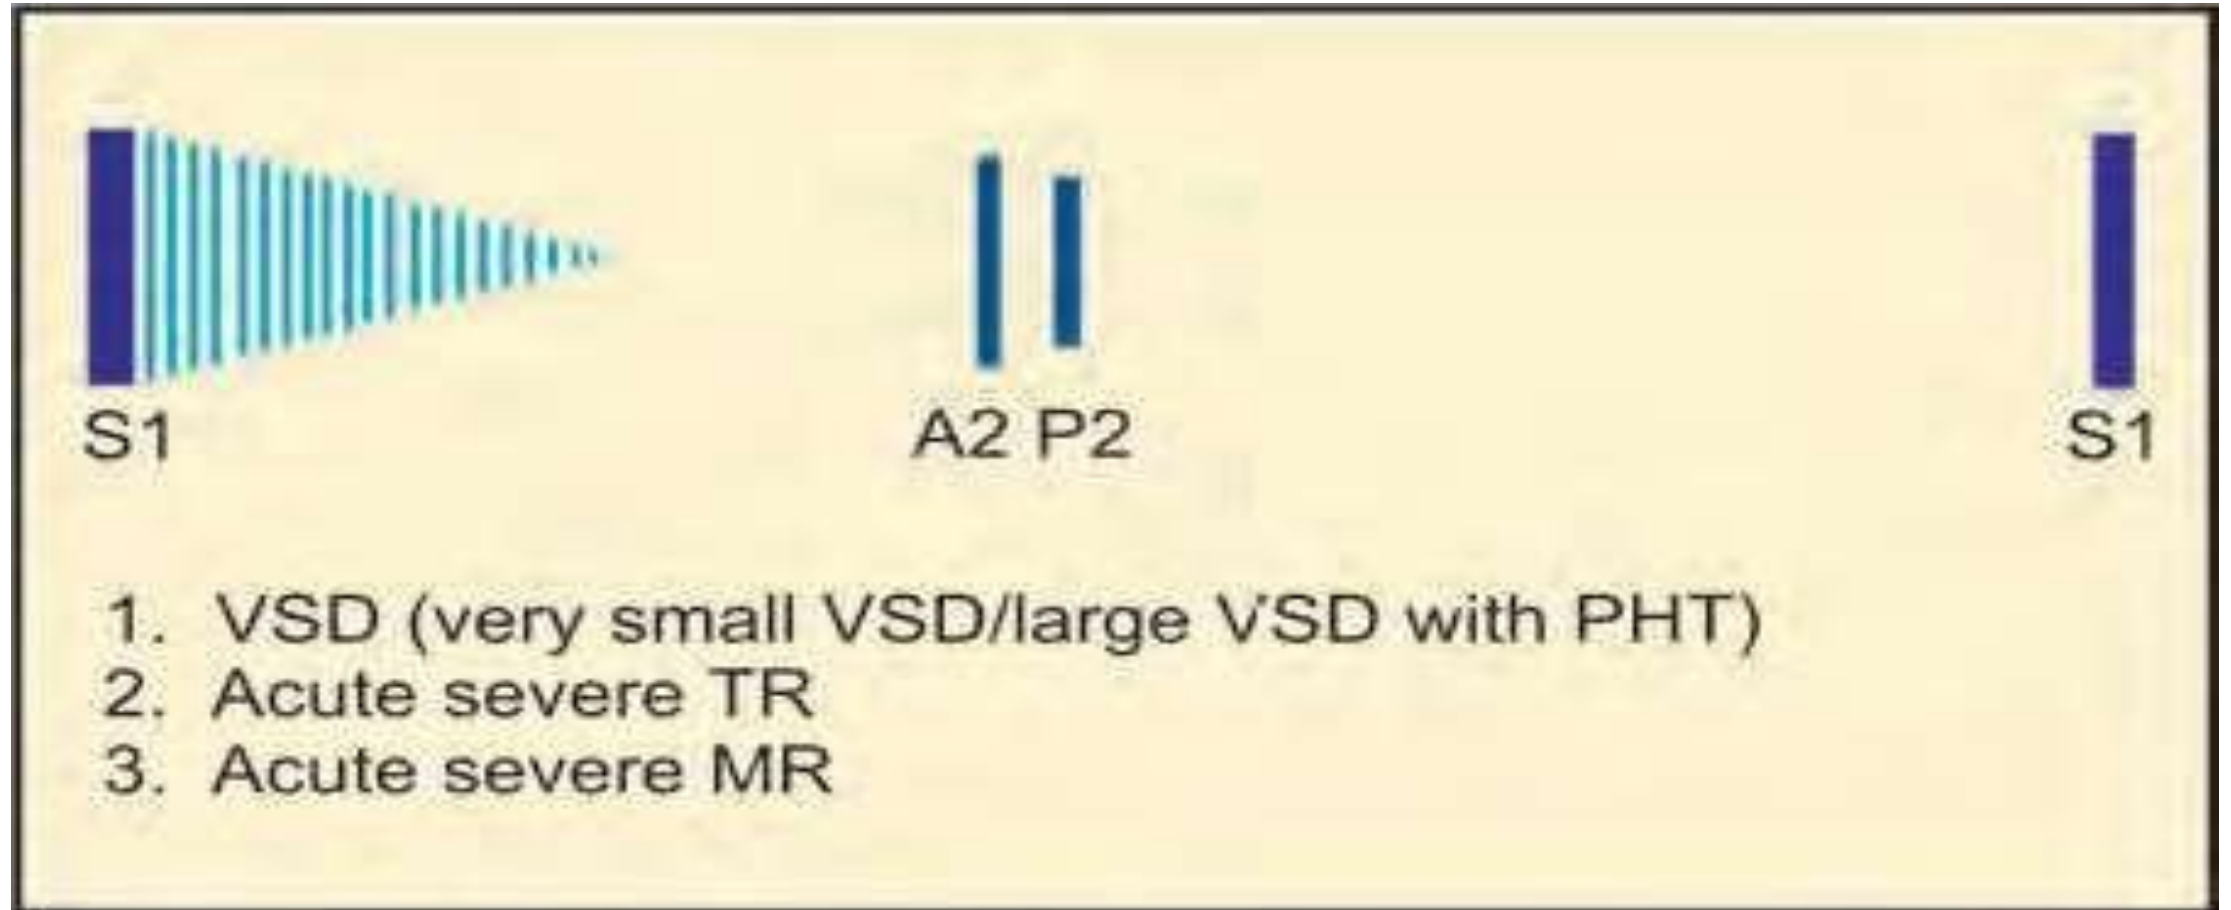 S1 A2 P2 S1
1. VSD (very small VSD/large VSD with PHT)
2. Acute severe TR
3. Acute severe MR